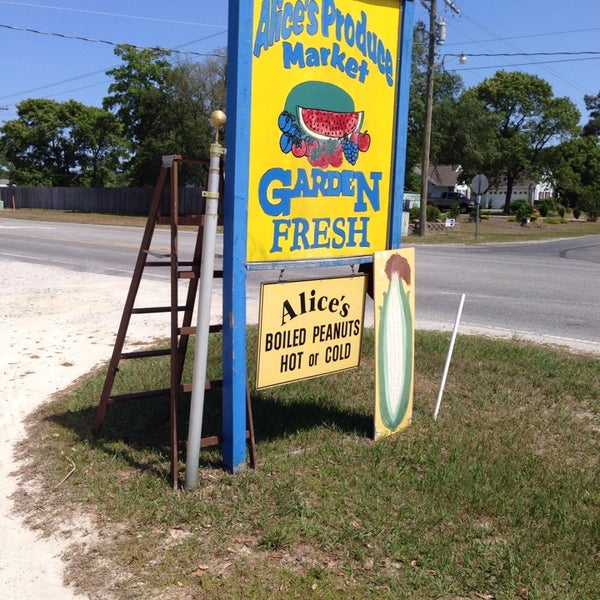 Alice's Produce
Market
GARDEN
FRESH
Alice's
BOILED PEANUTS
HOT or COLD